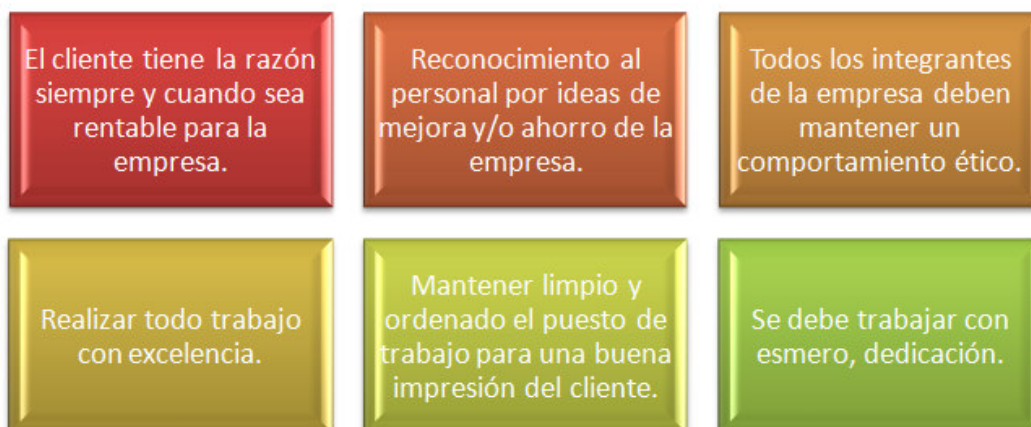 El cliente tiene la razón
siempre y cuando sea
rentable para la
empresa.
Reconocimiento al
personal por ideas de
mejora y/o ahorro de la
empresa.
Todos los integrantes
de la empresa deben
mantener un
comportamiento ético.
Realizar todo trabajo
con excelencia.
Mantener limpio y
ordenado el puesto de
trabajo para una buena
impresión del cliente.
Se debe trabajar con
esmero, dedicación.